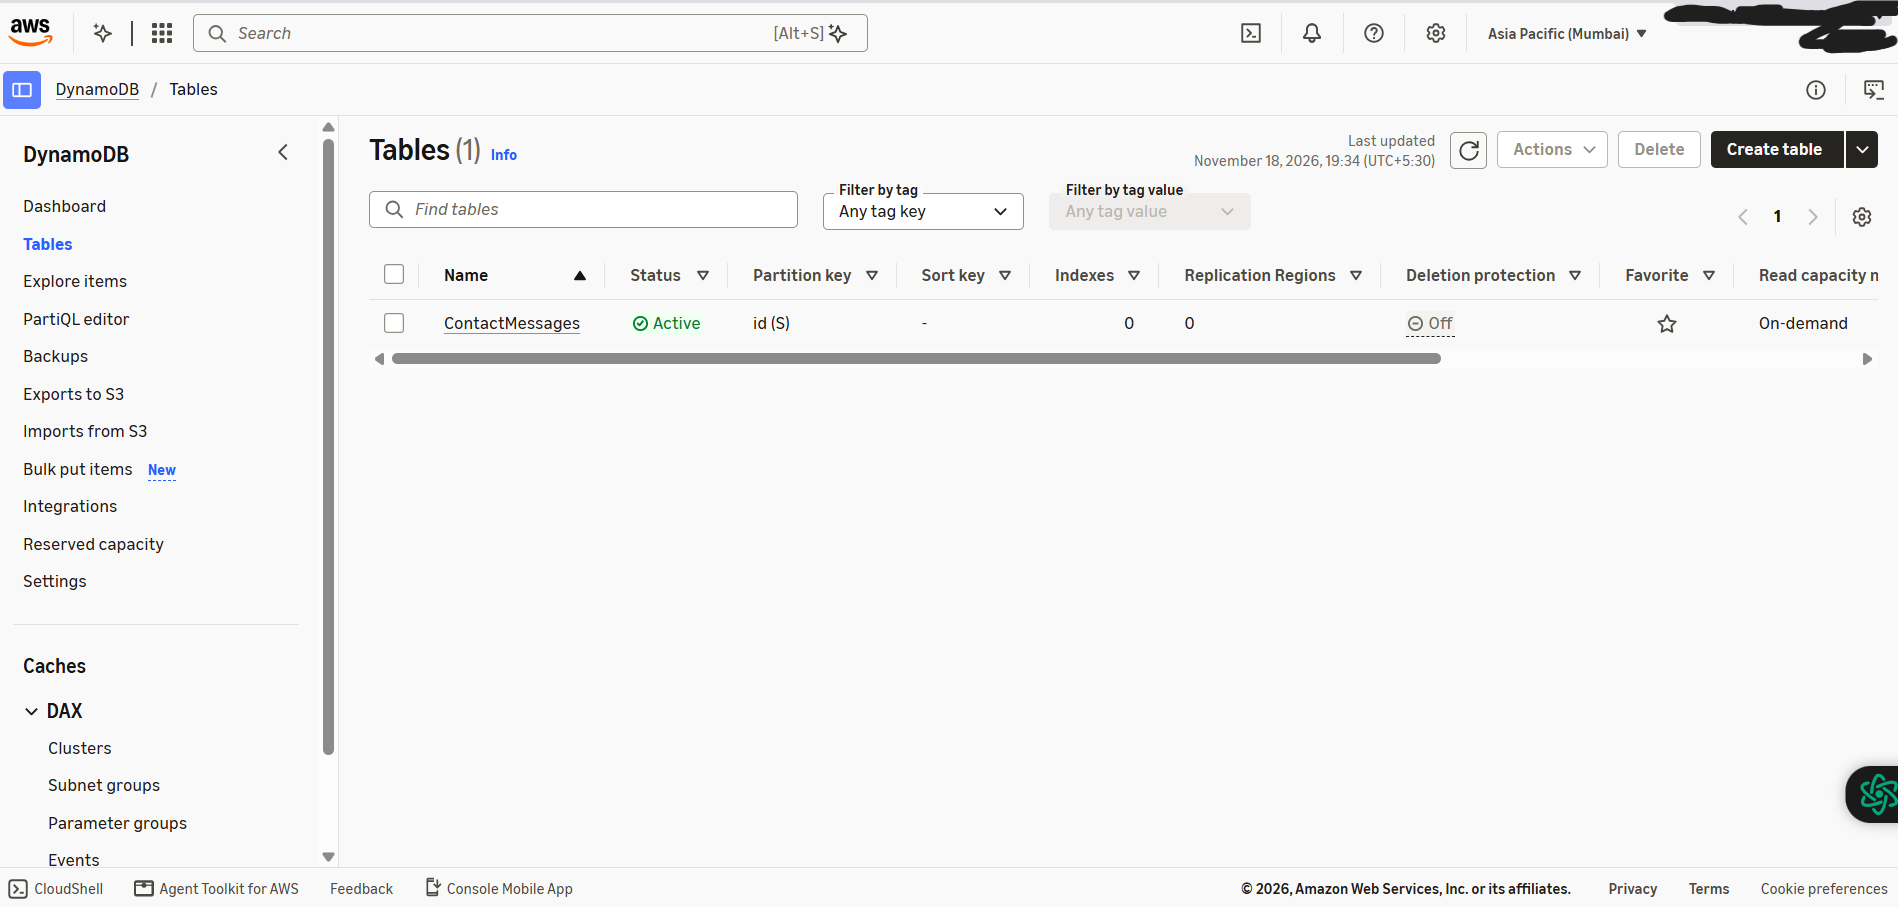 aws
Search [Alt+S]
Asia Pacific (Mumbai)
DynamoDB / Tables
DynamoDB
Dashboard
Tables
Explore items
PartiQL editor
Backups
Exports to S3
Imports from S3
Bulk put items New
Integrations
Reserved capacity
Settings
Caches
DAX
Clusters
Subnet groups
Parameter groups
Events
Tables (1) Info
Last updated
November 18, 2026, 19:34 (UTC+5:30)
Actions
Delete
Create table
Find tables
Filter by tag
Any tag key
Filter by tag value
Any tag value
1
Name Status Partition key Sort key Indexes Replication Regions Deletion protection Favorite Read capacity m
ContactMessages Active id (S) - 0 0 Off On-demand
CloudShell Agent Toolkit for AWS Feedback Console Mobile App © 2026, Amazon Web Services, Inc. or its affiliates. Privacy Terms Cookie preferences